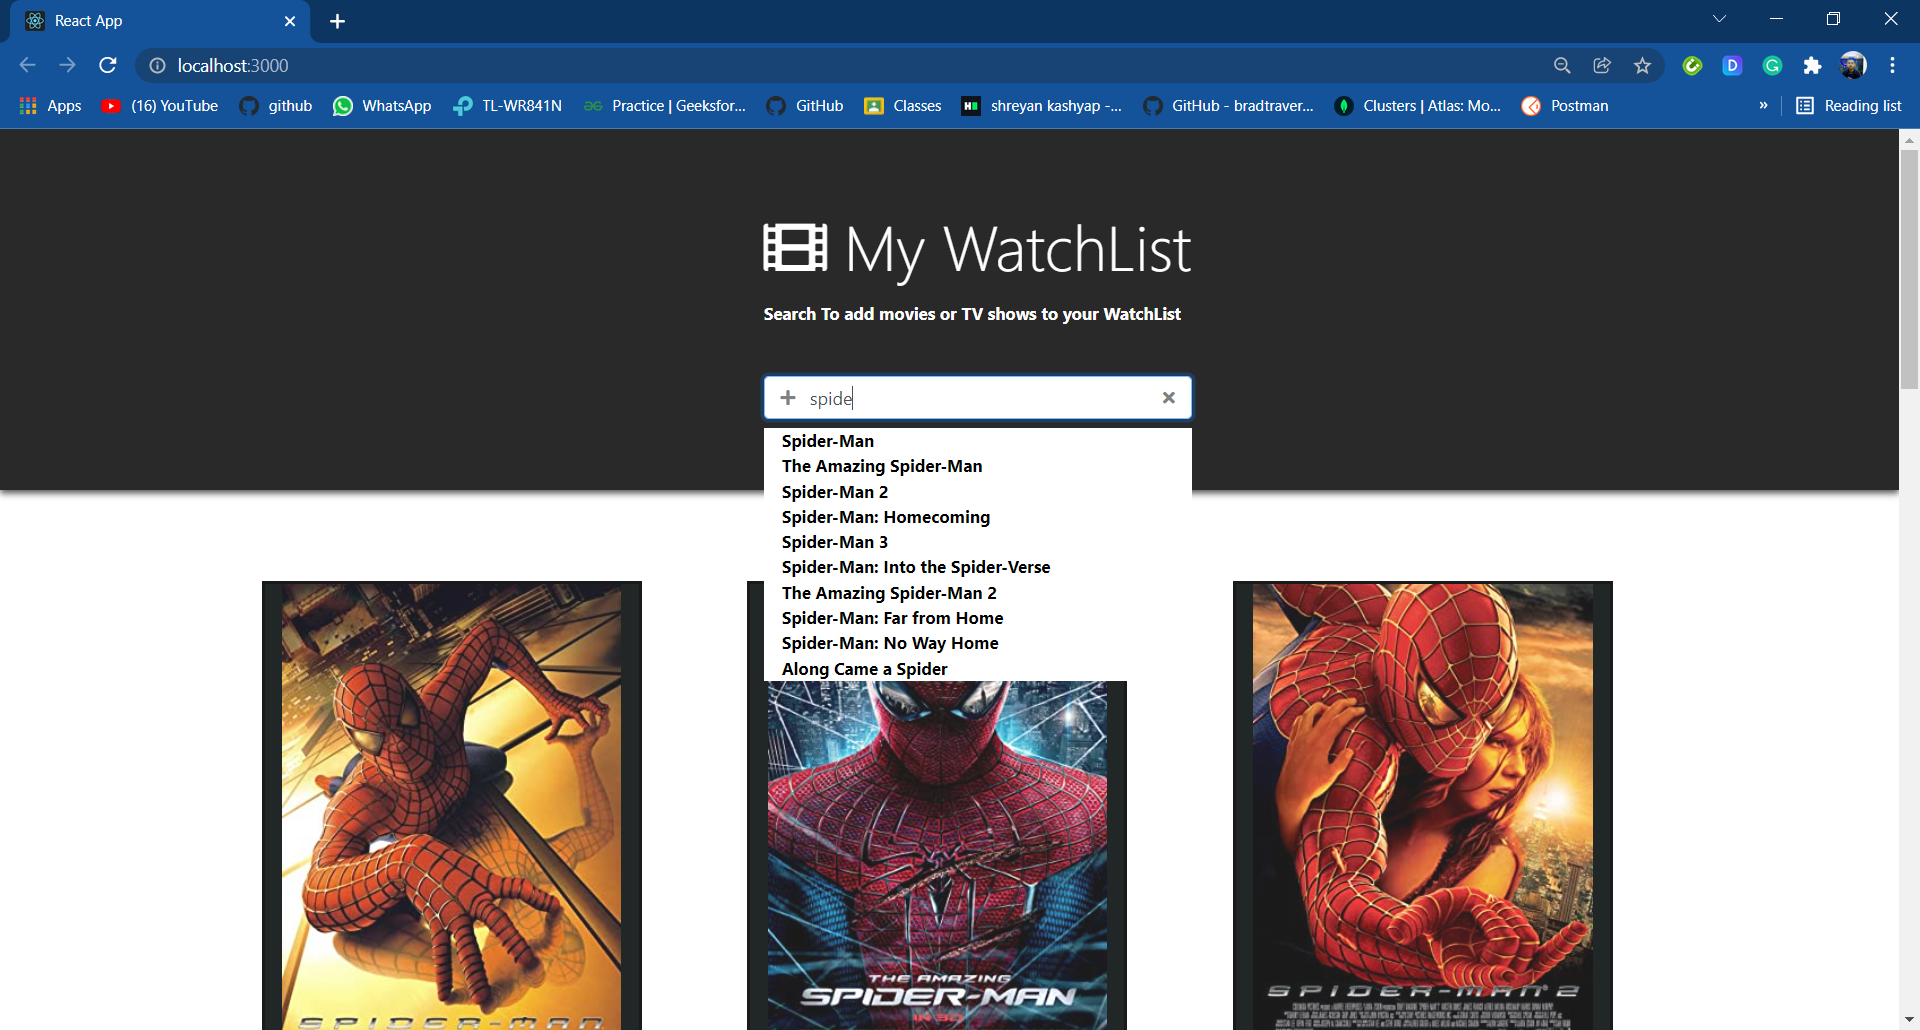 React App
localhost:3000
Apps
(16) YouTube
github
WhatsApp
TL-WR841N
Practice | Geeksfor...
GitHub
Classes
shreyan kashyap -...
GitHub - bradtraver...
Clusters | Atlas: Mo...
Postman
»
Reading list
My WatchList
Search To add movies or TV shows to your WatchList
spide
Spider-Man
The Amazing Spider-Man
Spider-Man 2
Spider-Man: Homecoming
Spider-Man 3
Spider-Man: Into the Spider-Verse
The Amazing Spider-Man 2
Spider-Man: Far from Home
Spider-Man: No Way Home
Along Came a Spider
SPIDER-MAN
THE AMAZING
SPIDER-MAN
IN 3D
SPIDER-MAN 2